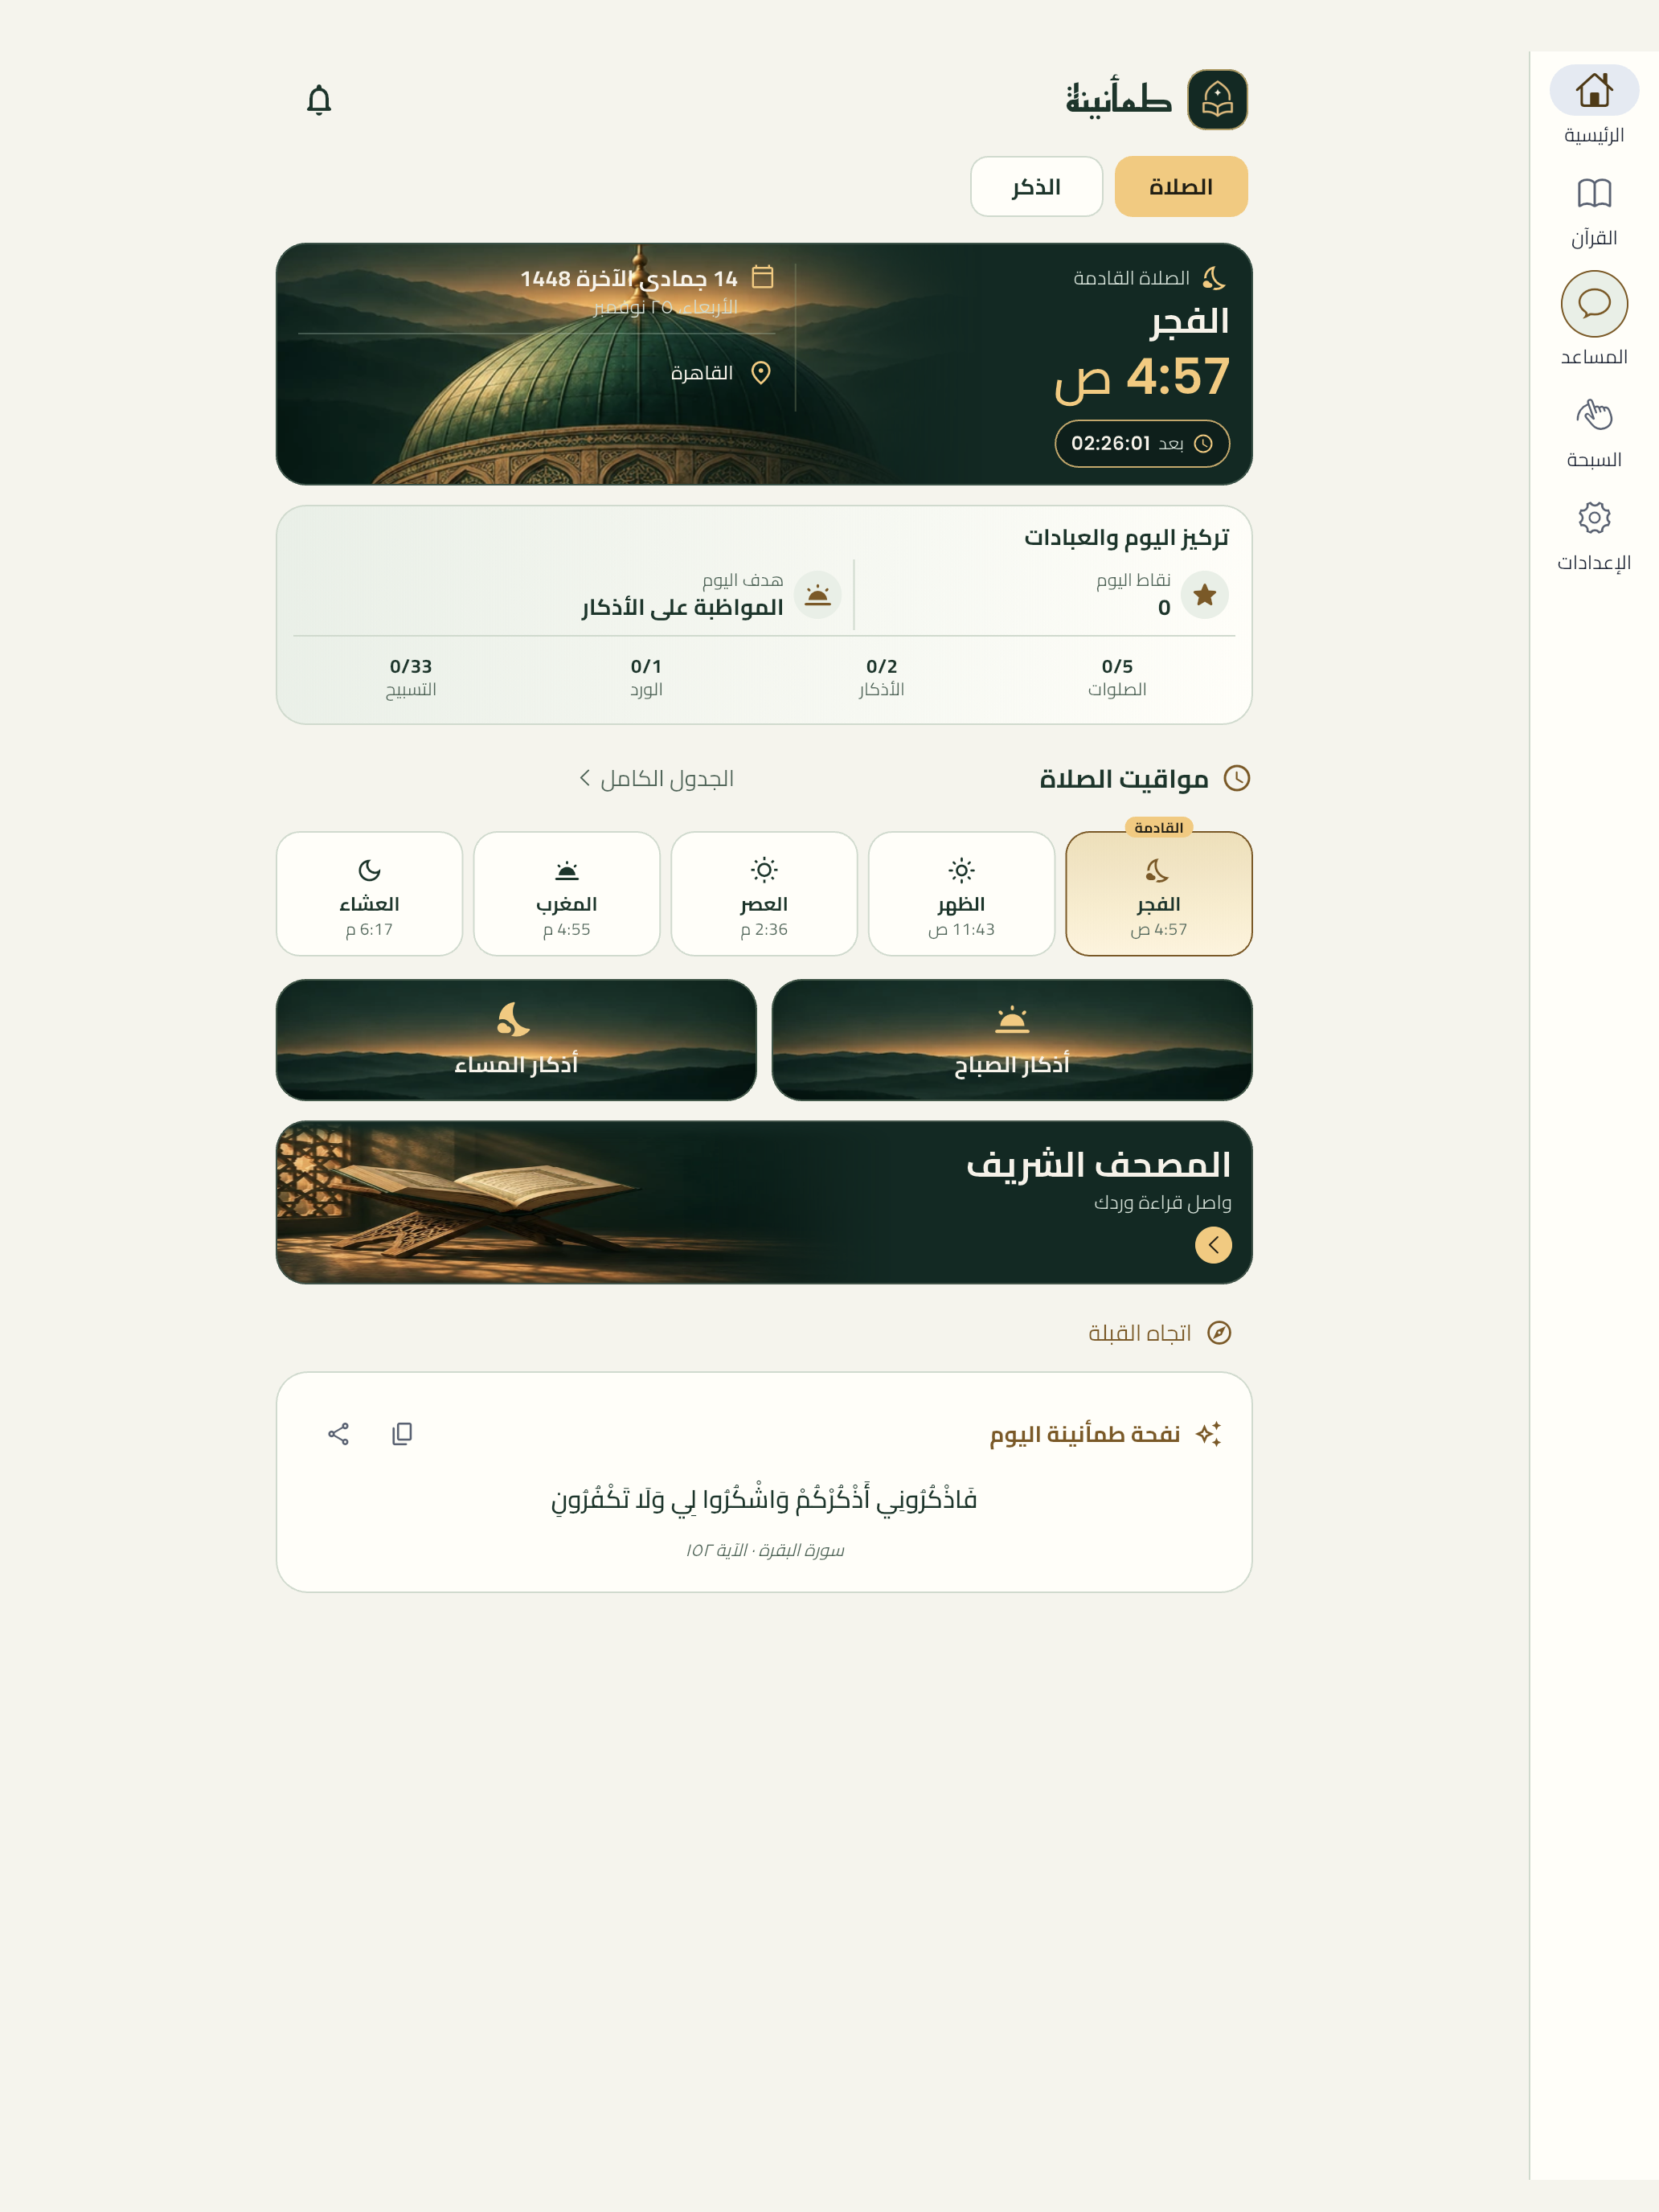 طمأنينة
الصلاة
الذكر
الصلاة القادمة
الفجر
4:57 ص
بعد 02:26:01
14 جمادى الآخرة 1448
الأربعاء، ٢٥ نوفمبر
القاهرة
تركيز اليوم والعبادات
نقاط اليوم
0
هدف اليوم
المواظبة على الأذكار
0/5
الصلوات
0/2
الأذكار
0/1
الورد
0/33
التسبيح
مواقيت الصلاة
الجدول الكامل
القادمة
الفجر
4:57 ص
الظهر
11:43 ص
العصر
2:36 م
المغرب
4:55 م
العشاء
6:17 م
أذكار الصباح
أذكار المساء
المصحف الشريف
واصل قراءة وردك
اتجاه القبلة
نفحة طمأنينة اليوم
فَاذْكُرُونِي أَذْكُرْكُمْ وَاشْكُرُوا لِي وَلَا تَكْفُرُونِ
سورة البقرة · الآية ١٥٢
الرئيسية
القرآن
المساعد
السبحة
الإعدادات